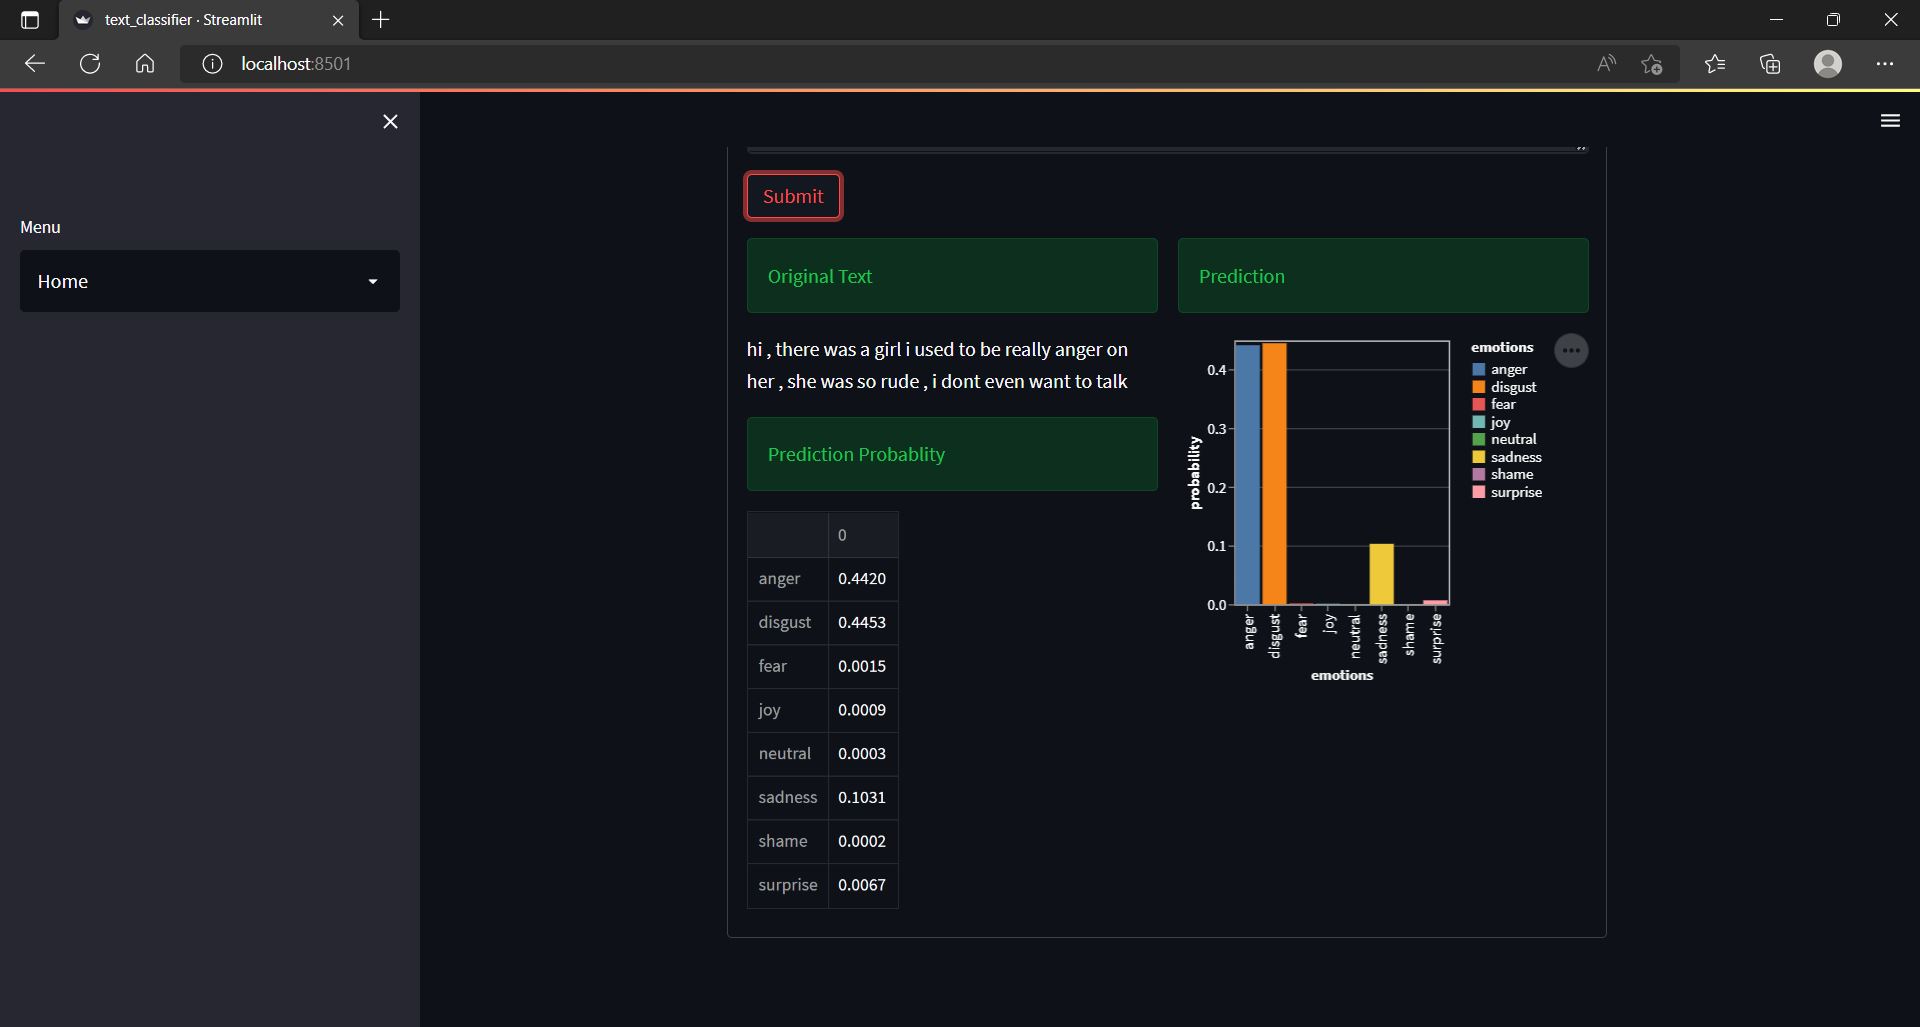 text_classifier · Streamlit
localhost:8501
Menu
Home
Submit
Original Text
Prediction
hi , there was a girl i used to be really anger on
her , she was so rude , i dont even want to talk
Prediction Probablity
0
anger 0.4420
disgust 0.4453
fear 0.0015
joy 0.0009
neutral 0.0003
sadness 0.1031
shame 0.0002
surprise 0.0067
probability
0.4
0.3
0.2
0.1
0.0
anger
disgust
fear
joy
neutral
sadness
shame
surprise
emotions
emotions
anger
disgust
fear
joy
neutral
sadness
shame
surprise